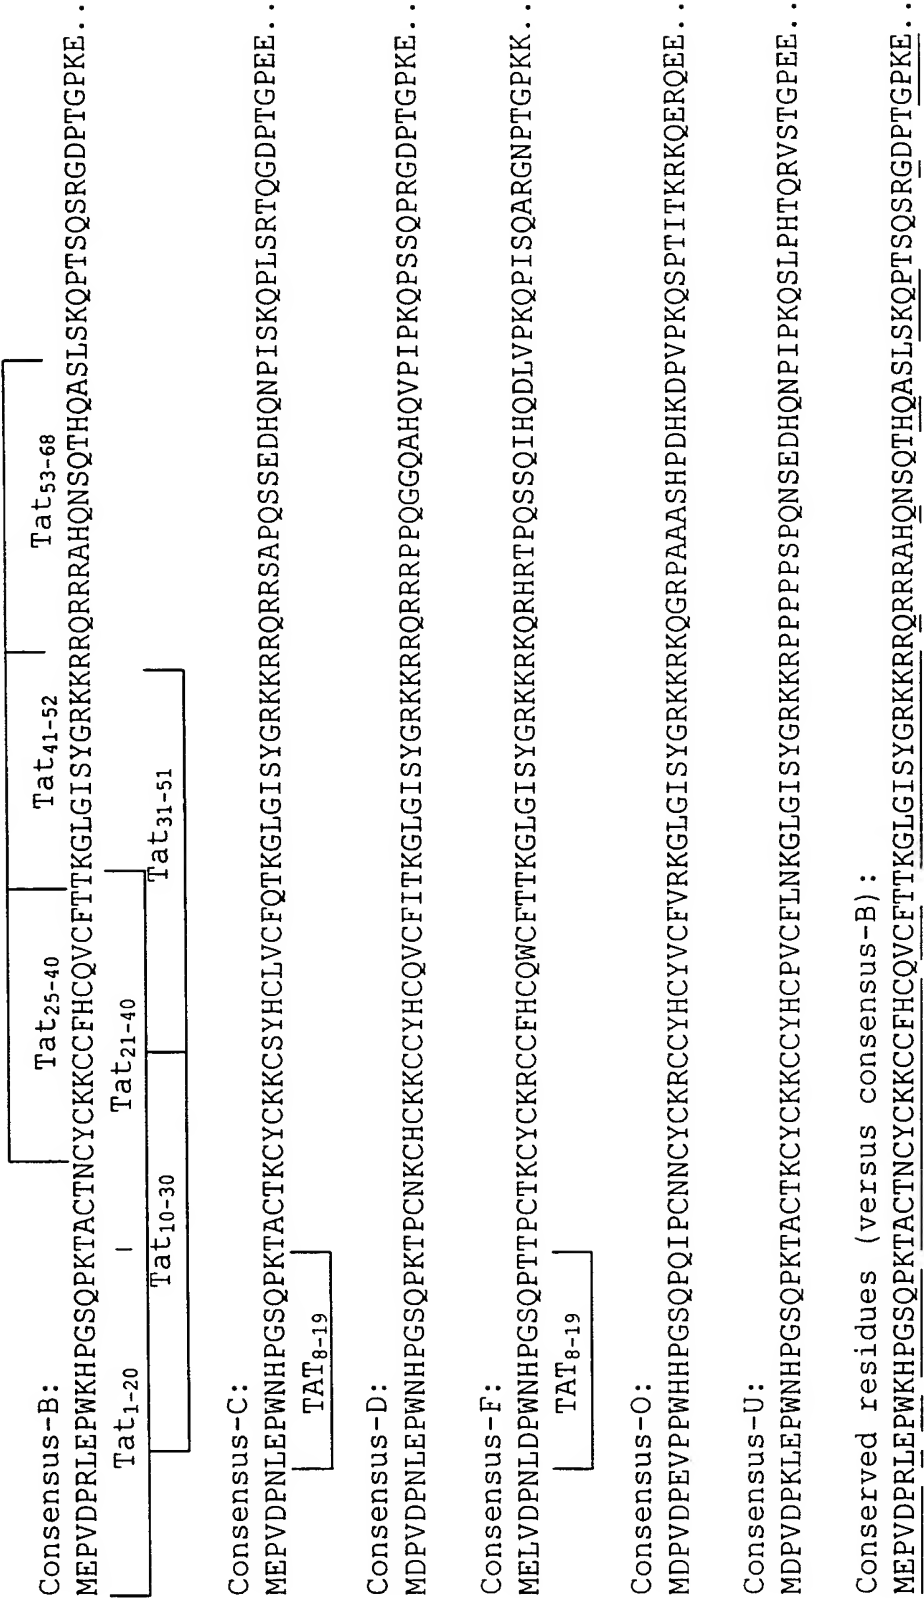 Tat25-40 Tat41-52 Tat53-68
Consensus-B:
MEPVDPRLEPWKHPGSQPKTACTNCYCKKCCFHCQVCFTTKGLGISYGRKKRRQRRRAHQNSQTHQASLSKQPTSQSRGDPTGPKE..
Tat1-20 Tat21-40
Tat10-30 Tat31-51
Consensus-C:
MEPVDPNLEPWNHPGSQPKTACTKCYCKKCSYHCLVCFQTKGLGISYGRKKRRQRRSAPQSSEDHQNPISKQPLSRTQGDPTGPEE..
TAT8-19
Consensus-D:
MDPVDPNLEPWNHPGSQPKTPCNKCHCKKCCYHCQVCFITKGLGISYGRKKRRQRRRPPQGGQAHQVPIPKQPSSQPRGDPTGPKE..
Consensus-F:
MELVDPNLDPWNHPGSQPTTPCTKCYCKRCCFHCQWCFTTKGLGISYGRKKRKQRHRTPQSSQIHQDLVPKQPISQARGNPTGPKK..
TAT8-19
Consensus-O:
MDPVDPEVPPWHHPGSQPQIPCNNCYCKRCCYHCYVCFVRKGLGISYGRKKRKQGRPAAASHPDHKDPVPKQSPTITKRKQERQEE..
Consensus-U:
MDPVDPKLEPWNHPGSQPKTACTKCYCKKCCYHCPVCFLNKGLGISYGRKKRPPPPSPQNSEDHQNPIPKQSLPHTQRVSTGPEE..
Conserved residues (versus consensus-B):
MEPVDPRLEPWKHPGSQPKTACTNCYCKKCCFHCQVCFTTKGLGISYGRKKRRQRRRAHQNSQTHQASLSKQPTSQSRGDPTGPKE..